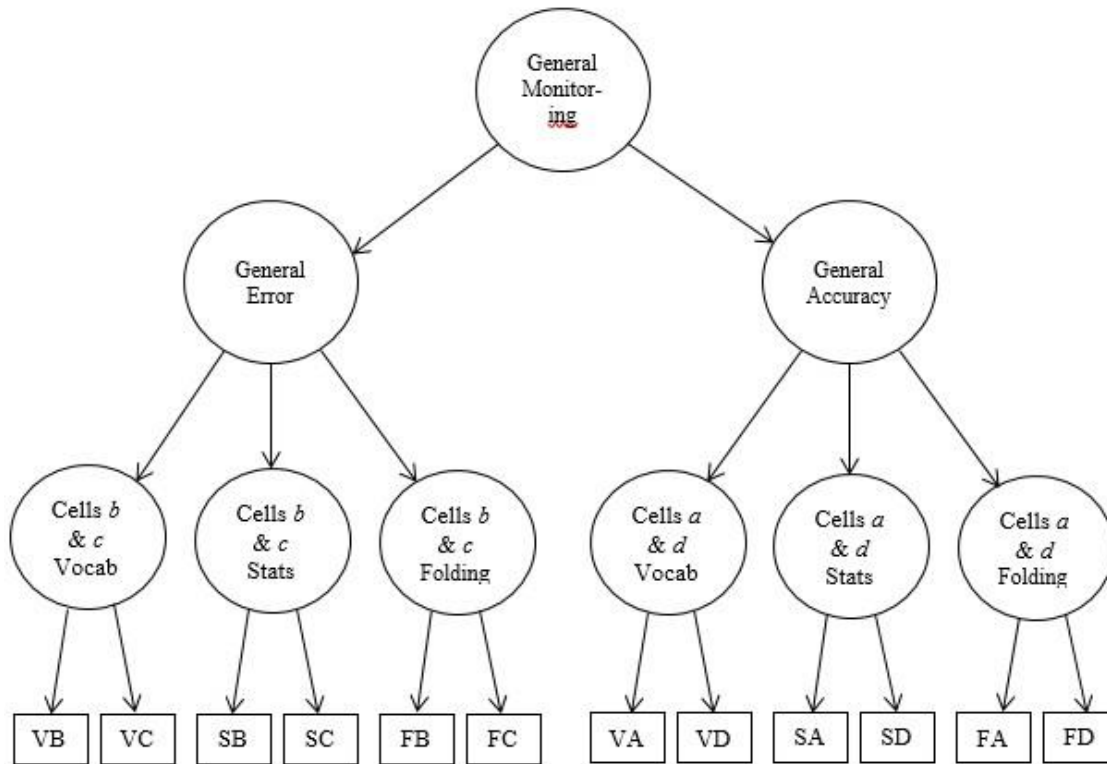 General
Monitor-
ing
General
Error
General
Accuracy
Cells b
& c
Vocab
Cells b
& c
Stats
Cells b
& c
Folding
Cells a
& d
Vocab
Cells a
& d
Stats
Cells a
& d
Folding
VB
VC
SB
SC
FB
FC
VA
VD
SA
SD
FA
FD